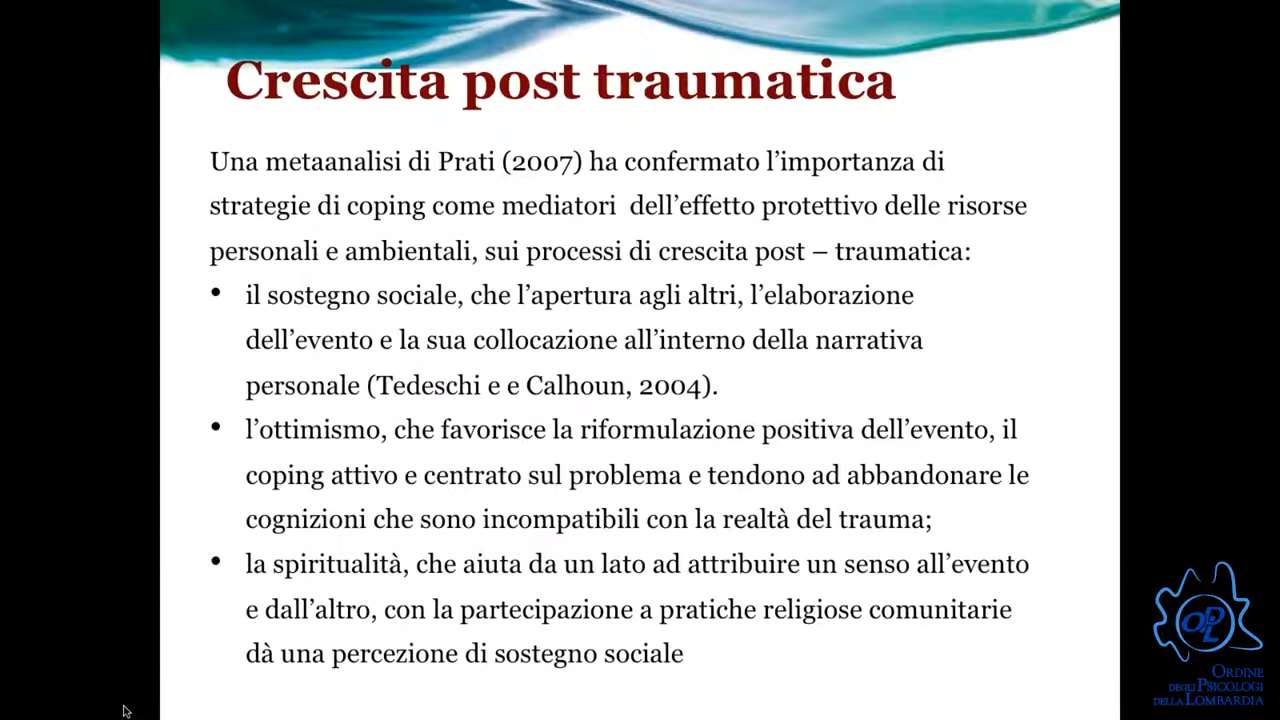 Crescita post traumatica
Una metaanalisi di Prati (2007) ha confermato l’importanza di
strategie di coping come mediatori  dell’effetto protettivo delle risorse
personali e ambientali, sui processi di crescita post – traumatica:
• il sostegno sociale, che l’apertura agli altri, l’elaborazione
dell’evento e la sua collocazione all’interno della narrativa
personale (Tedeschi e e Calhoun, 2004).
• l’ottimismo, che favorisce la riformulazione positiva dell’evento, il
coping attivo e centrato sul problema e tendono ad abbandonare le
cognizioni che sono incompatibili con la realtà del trauma;
• la spiritualità, che aiuta da un lato ad attribuire un senso all’evento
e dall’altro, con la partecipazione a pratiche religiose comunitarie
dà una percezione di sostegno sociale
OPL
ORDINE
DEGLI PSICOLOGI
DELLA LOMBARDIA